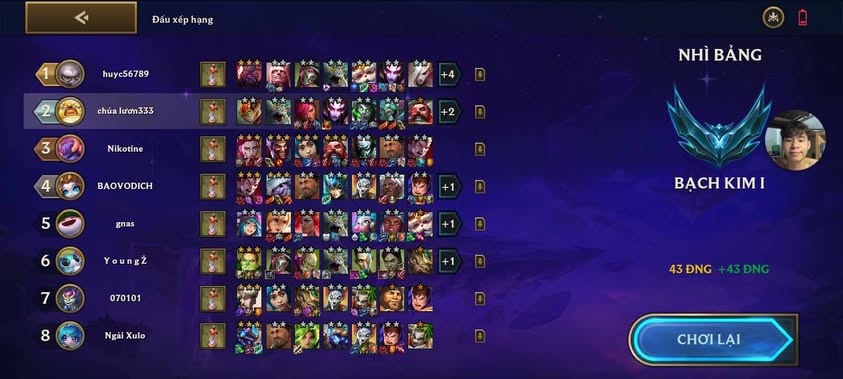 Đấu xếp hạng
NHÌ BẢNG
1 huyc56789 +4
2 chúa lươn333 +2
3 Nikotine
4 BAOVODICH +1
5 gnas +1
6 Y o u n g Ž +1
7 070101
8 Ngài Xulo
BẠCH KIM I
43 ĐNG +43 ĐNG
CHƠI LẠI